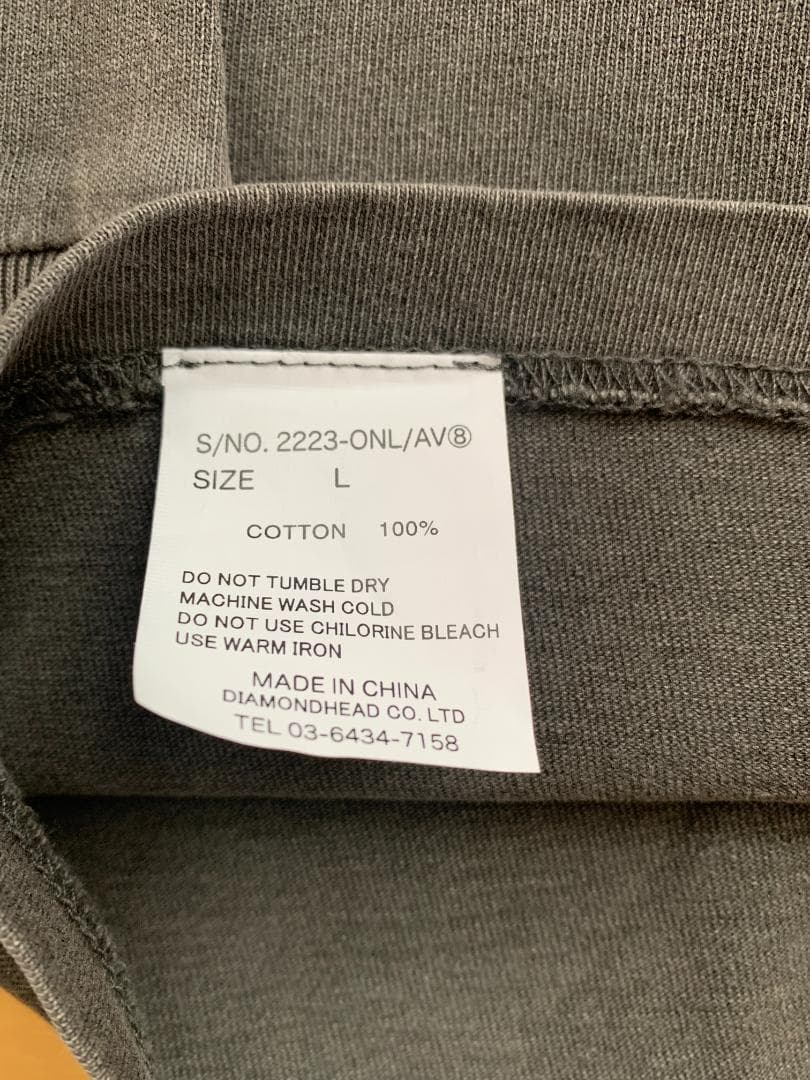 S/NO. 2223-ONL/AV⑧
SIZE L
COTTON 100%
DO NOT TUMBLE DRY
MACHINE WASH COLD
DO NOT USE CHILORINE BLEACH
USE WARM IRON
MADE IN CHINA
DIAMONDHEAD CO. LTD
TEL 03-6434-7158